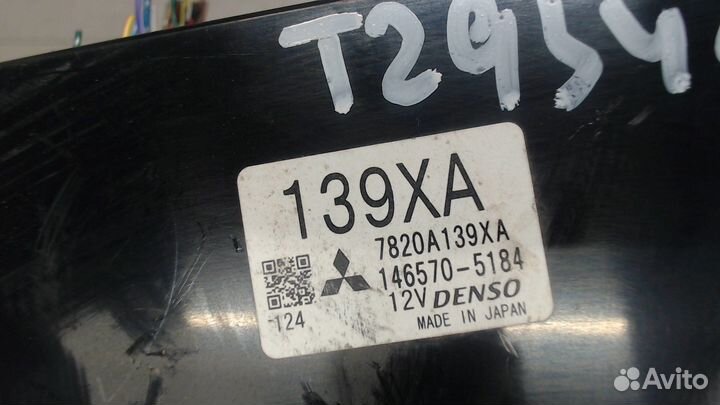 T2954
139XA
7820A139XA
146570-5184
12V DENSO
124
MADE IN JAPAN
Avito